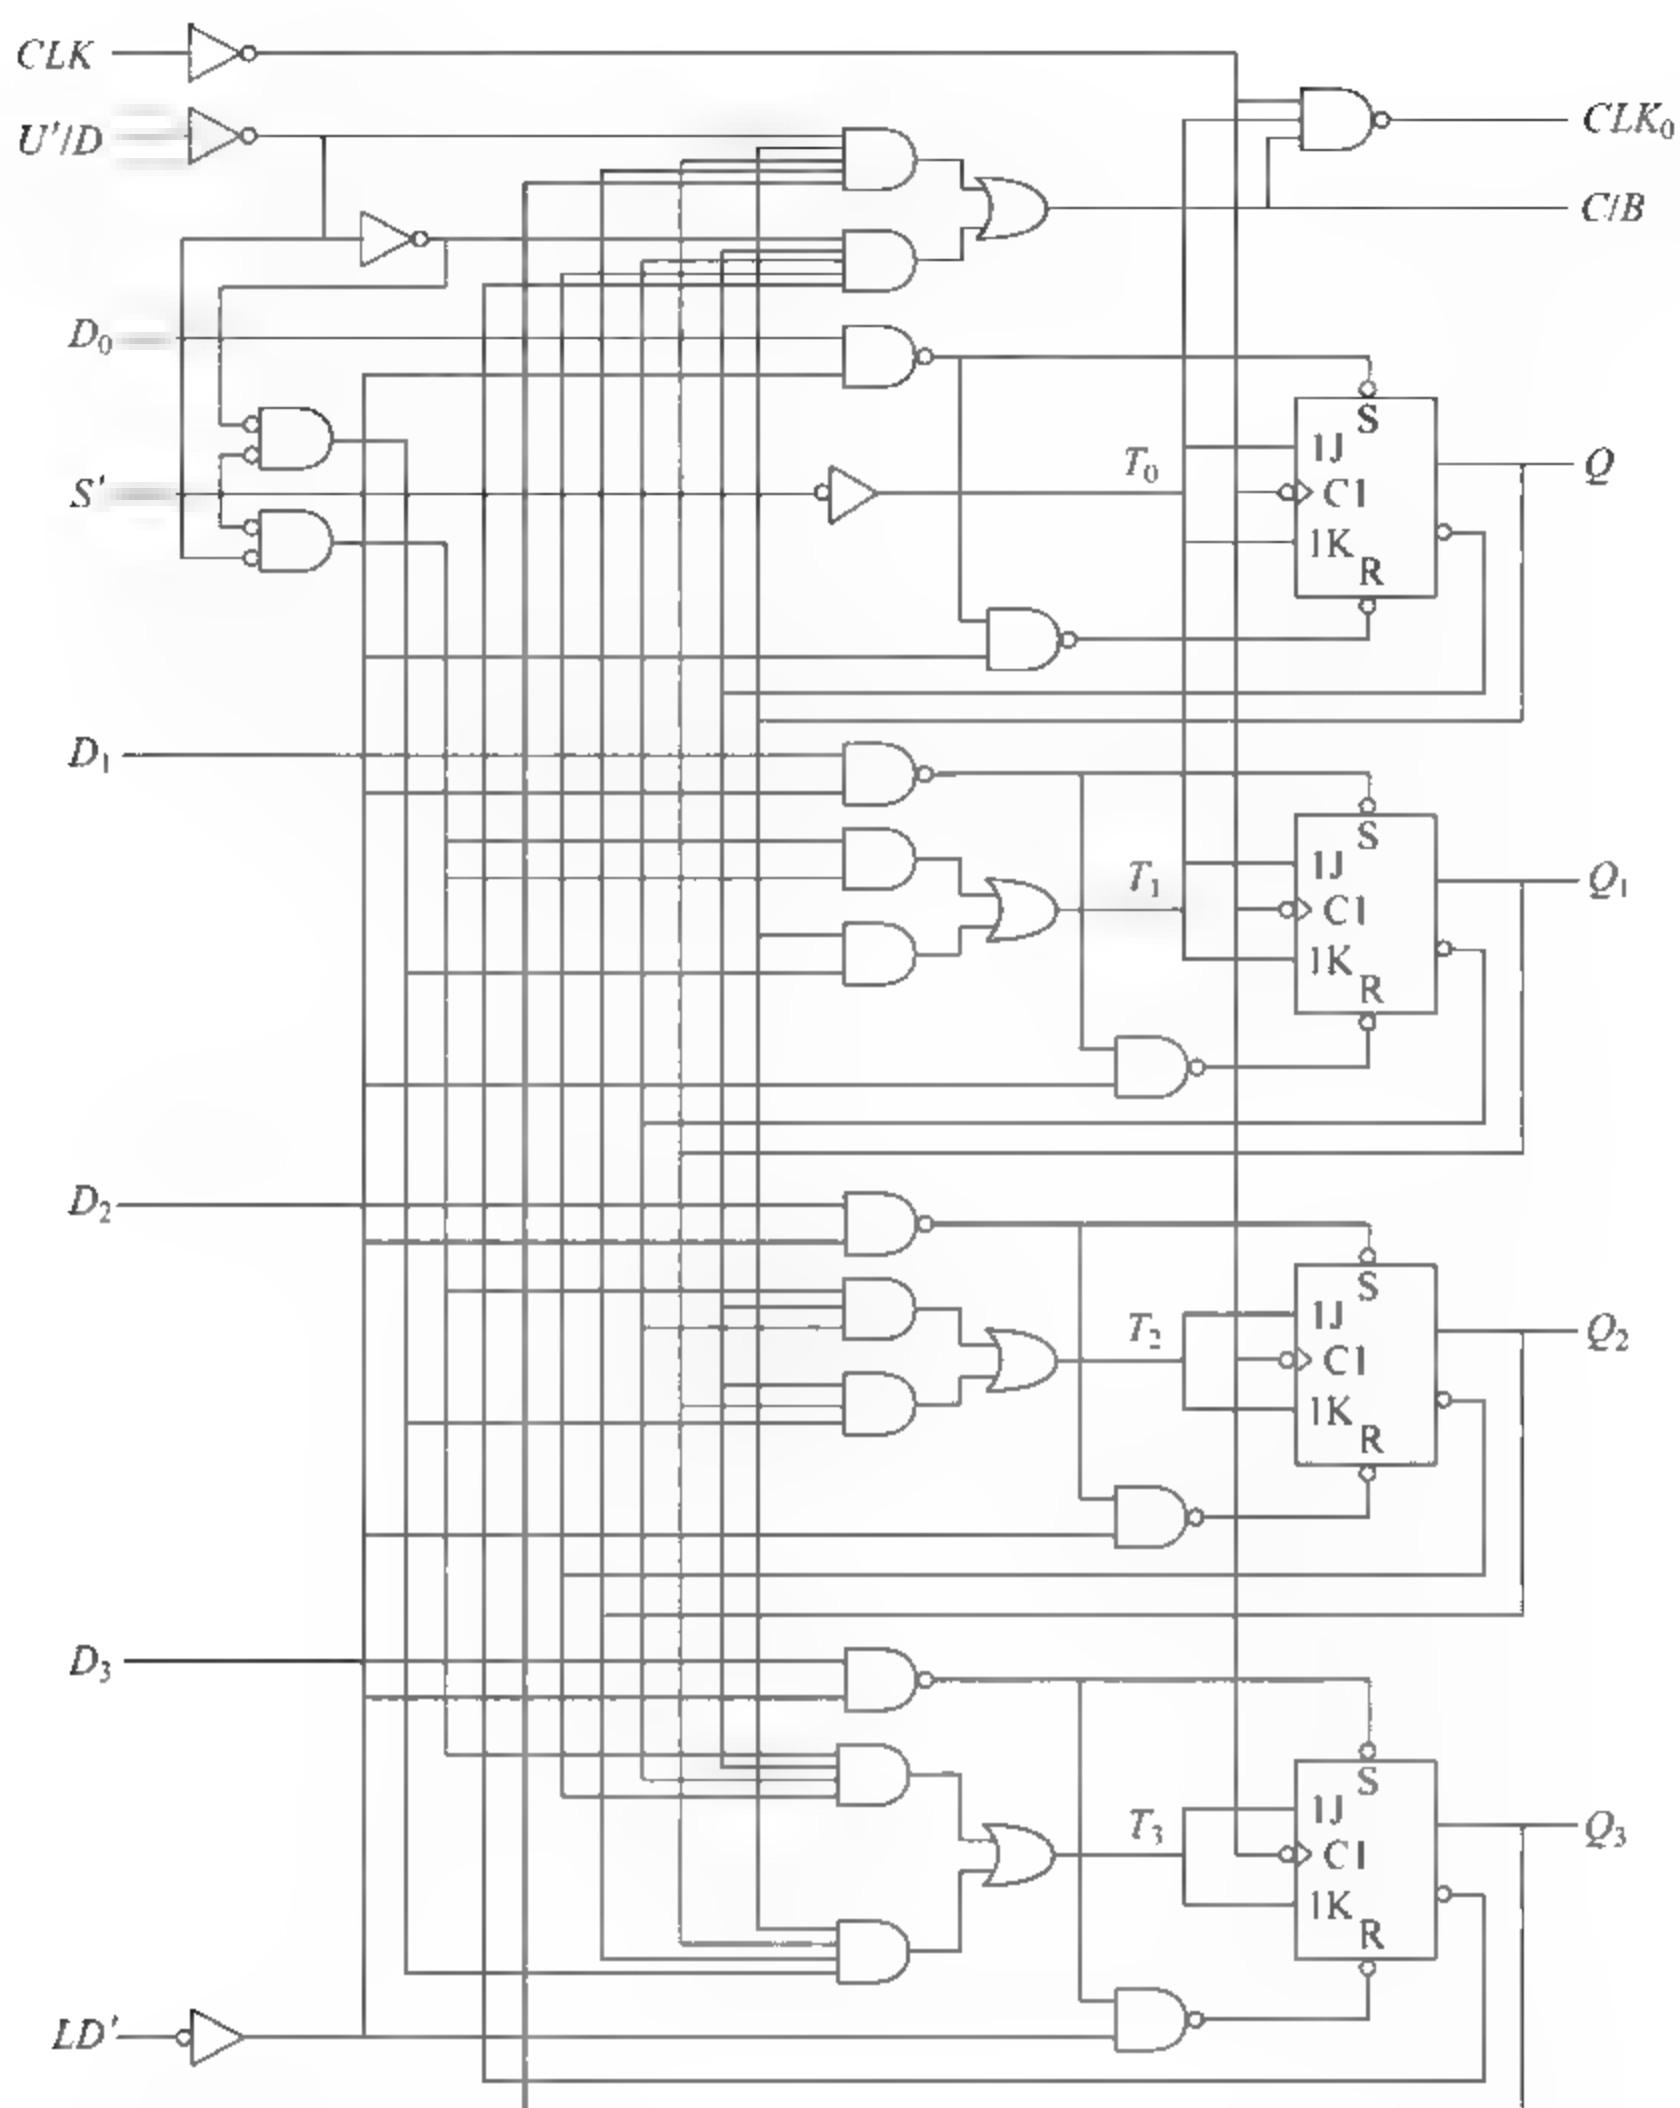 CLK
CLK₀
U'/D
C/B
D₀
S
1J
T₀
Q
S'
C1
1K
R
D₁
S
1J
T₁
Q₁
C1
1K
R
D₂
S
1J
T₂
Q₂
C1
1K
R
D₃
S
1J
T₃
Q₃
C1
1K
R
LD'